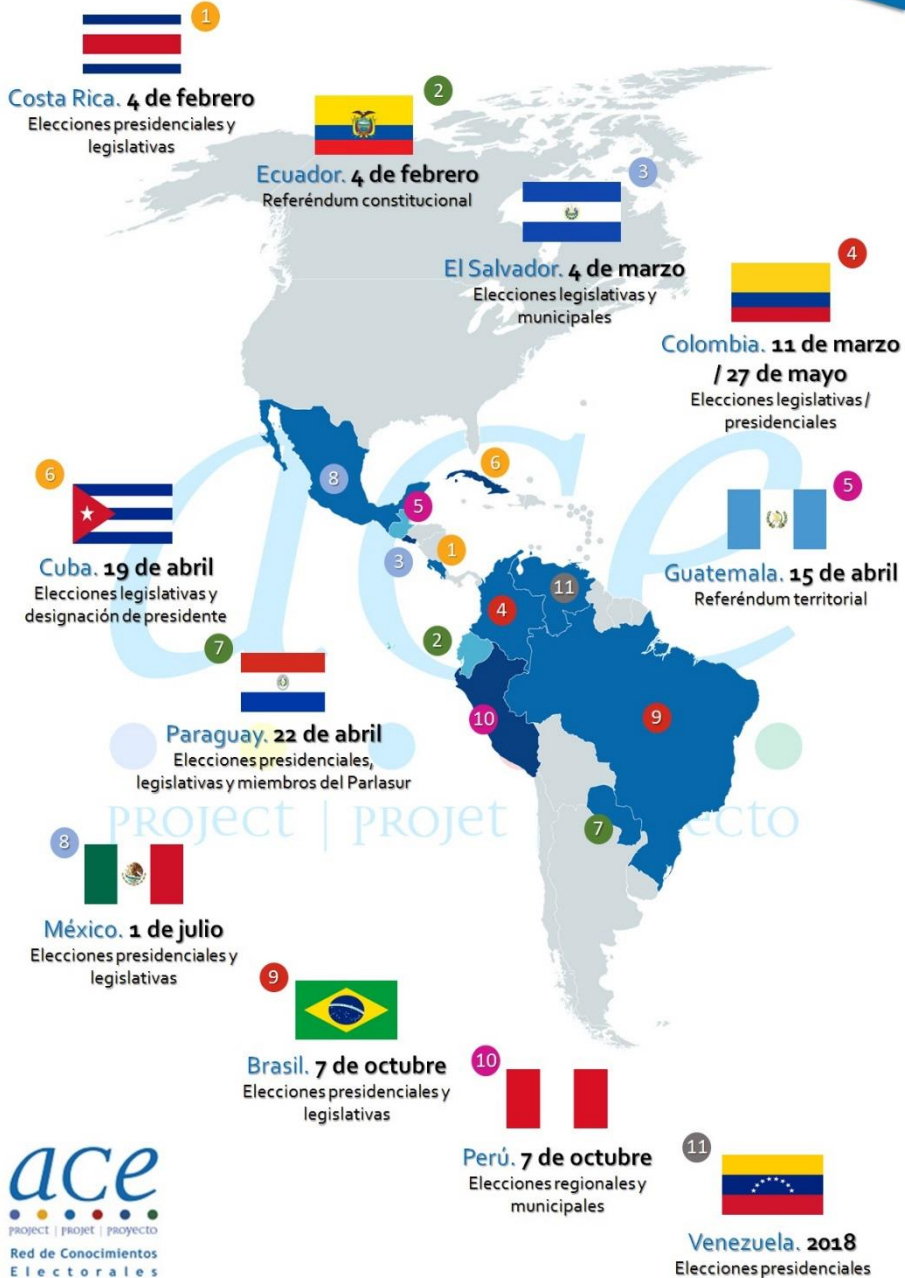 1
Costa Rica. 4 de febrero
Elecciones presidenciales y
legislativas
2
Ecuador. 4 de febrero
Referéndum constitucional
3
El Salvador. 4 de marzo
Elecciones legislativas y
municipales
4
Colombia. 11 de marzo
/ 27 de mayo
Elecciones legislativas /
presidenciales
6
Cuba. 19 de abril
Elecciones legislativas y
designación de presidente
5
Guatemala. 15 de abril
Referéndum territorial
7
Paraguay. 22 de abril
Elecciones presidenciales,
legislativas y miembros del Parlasur
8
México. 1 de julio
Elecciones presidenciales y
legislativas
9
Brasil. 7 de octubre
Elecciones presidenciales y
legislativas
10
Perú. 7 de octubre
Elecciones regionales y
municipales
11
Venezuela. 2018
Elecciones presidenciales
8
6
5
3
1
11
4
2
10
9
7
ace
PROJECT | PROJET ecto
ace
PROJECT | PROJET | PROYECTO
Red de Conocimientos
Electorales